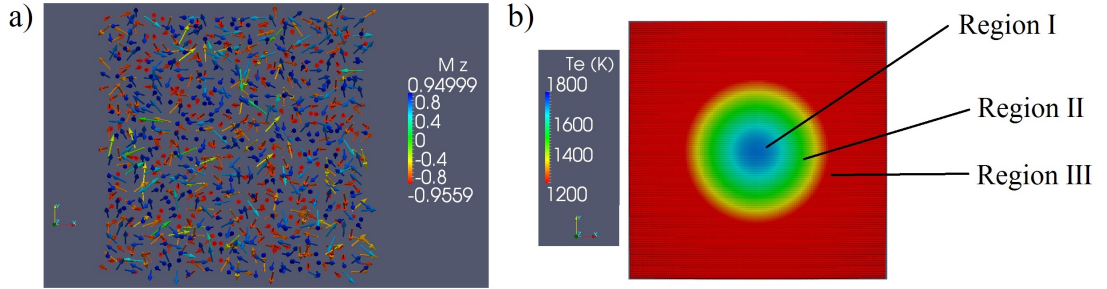 a)
M z
0.94999
0.8
0.4
0
-0.4
-0.8
-0.9559
b)
Te (K)
1800
1600
1400
1200
Region I
Region II
Region III